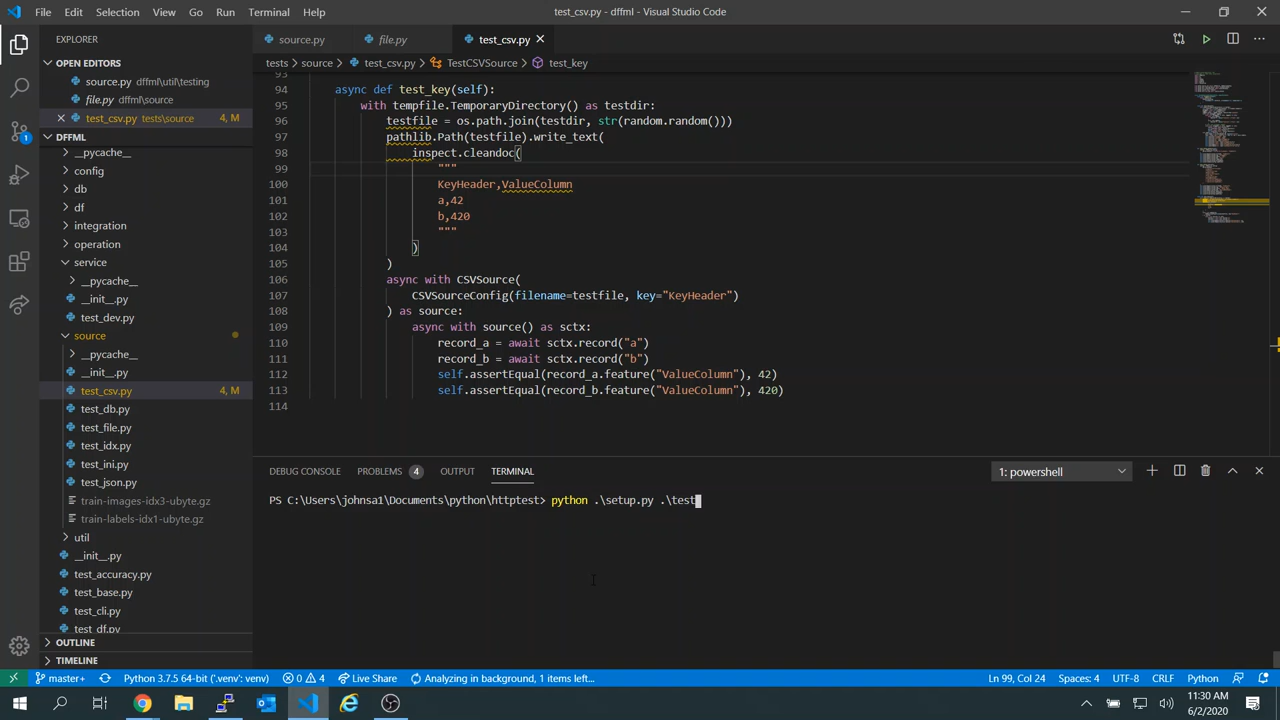 File Edit Selection View Go Run Terminal Help
test_csv.py - dffml - Visual Studio Code
EXPLORER
source.py
file.py
test_csv.py
OPEN EDITORS
source.py dffml\util\testing
file.py dffml\source
test_csv.py tests\source 4, M
DFFML
__pycache__
config
db
df
integration
operation
service
__pycache__
__init__.py
test_dev.py
source
__pycache__
__init__.py
test_csv.py 4, M
test_db.py
test_file.py
test_idx.py
test_ini.py
test_json.py
train-images-idx3-ubyte.gz
train-labels-idx1-ubyte.gz
util
__init__.py
test_accuracy.py
test_base.py
test_cli.py
test_df.py
OUTLINE
TIMELINE
tests > source > test_csv.py > TestCSVSource > test_key
93
94 async def test_key(self):
95 with tempfile.TemporaryDirectory() as testdir:
96 testfile = os.path.join(testdir, str(random.random()))
97 pathlib.Path(testfile).write_text(
98 inspect.cleandoc(
99 """
100 KeyHeader,ValueColumn
101 a,42
102 b,420
103 """
104 )
105 )
106 async with CSVSource(
107 CSVSourceConfig(filename=testfile, key="KeyHeader")
108 ) as source:
109 async with source() as sctx:
110 record_a = await sctx.record("a")
111 record_b = await sctx.record("b")
112 self.assertEqual(record_a.feature("ValueColumn"), 42)
113 self.assertEqual(record_b.feature("ValueColumn"), 420)
114
DEBUG CONSOLE PROBLEMS 4 OUTPUT TERMINAL
1: powershell
PS C:\Users\johnsa1\Documents\python\httptest> python .\setup.py .\test
1
master+ Python 3.7.5 64-bit ('.venv': venv) 0 4 Live Share Analyzing in background, 1 items left... Ln 99, Col 24 Spaces: 4 UTF-8 CRLF Python
11:30 AM
6/2/2020